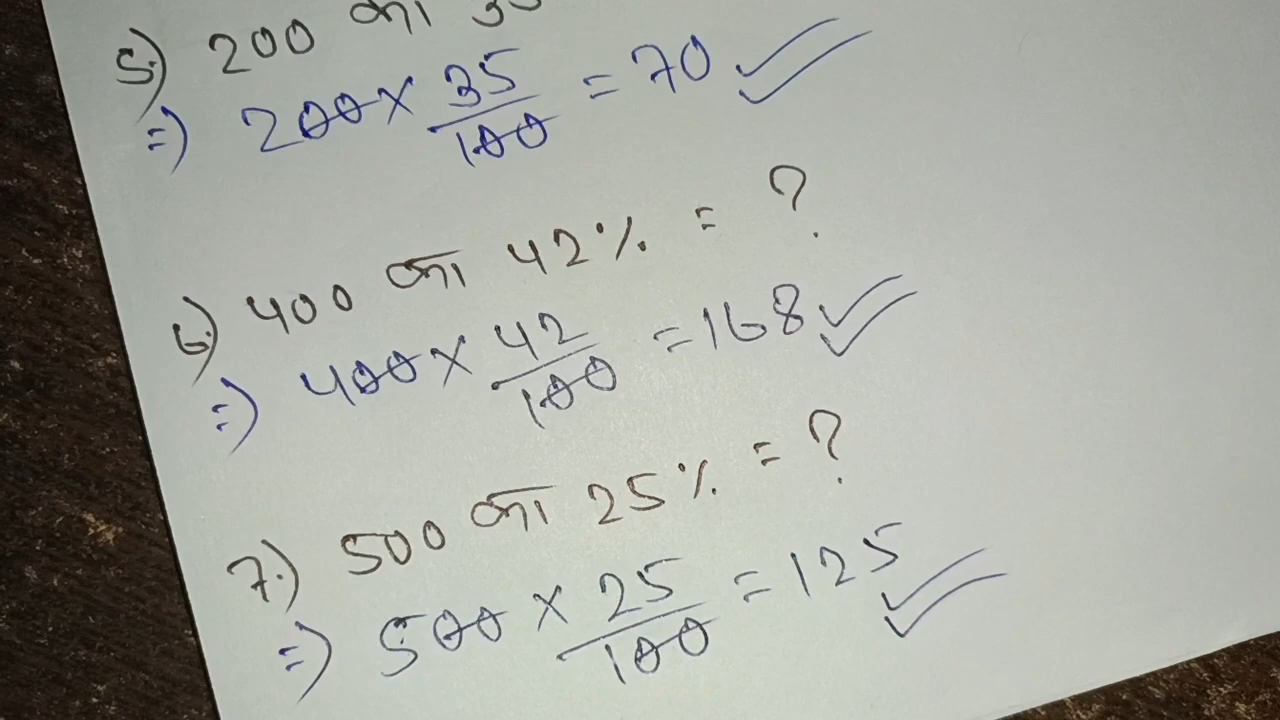 5.) 200 का
=) 200 × 35/100 = 70
6.) 400 का 42% = ?
=) 400 × 42/100 = 168
7.) 500 का 25% = ?
=) 500 × 25/100 = 125